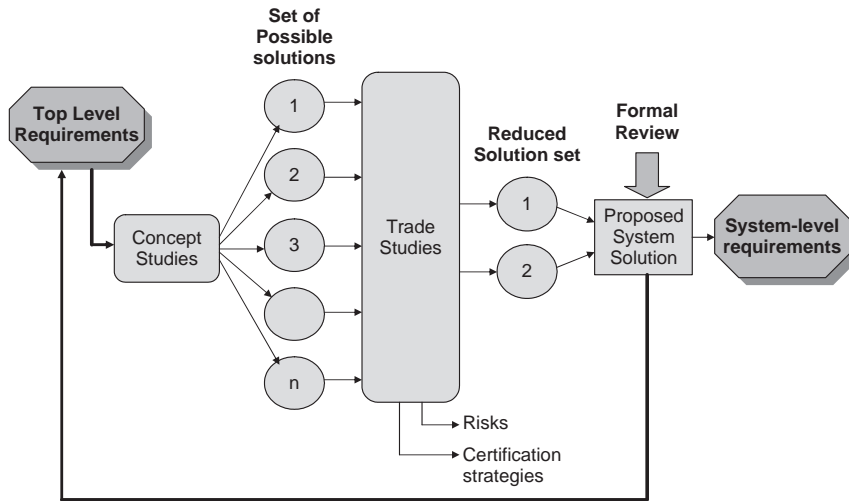 Set of
Possible
solutions
Top Level
Requirements
Concept
Studies
1
2
3
n
Trade
Studies
Risks
Certification
strategies
Reduced
Solution set
1
2
Formal
Review
Proposed
System
Solution
System-level
requirements